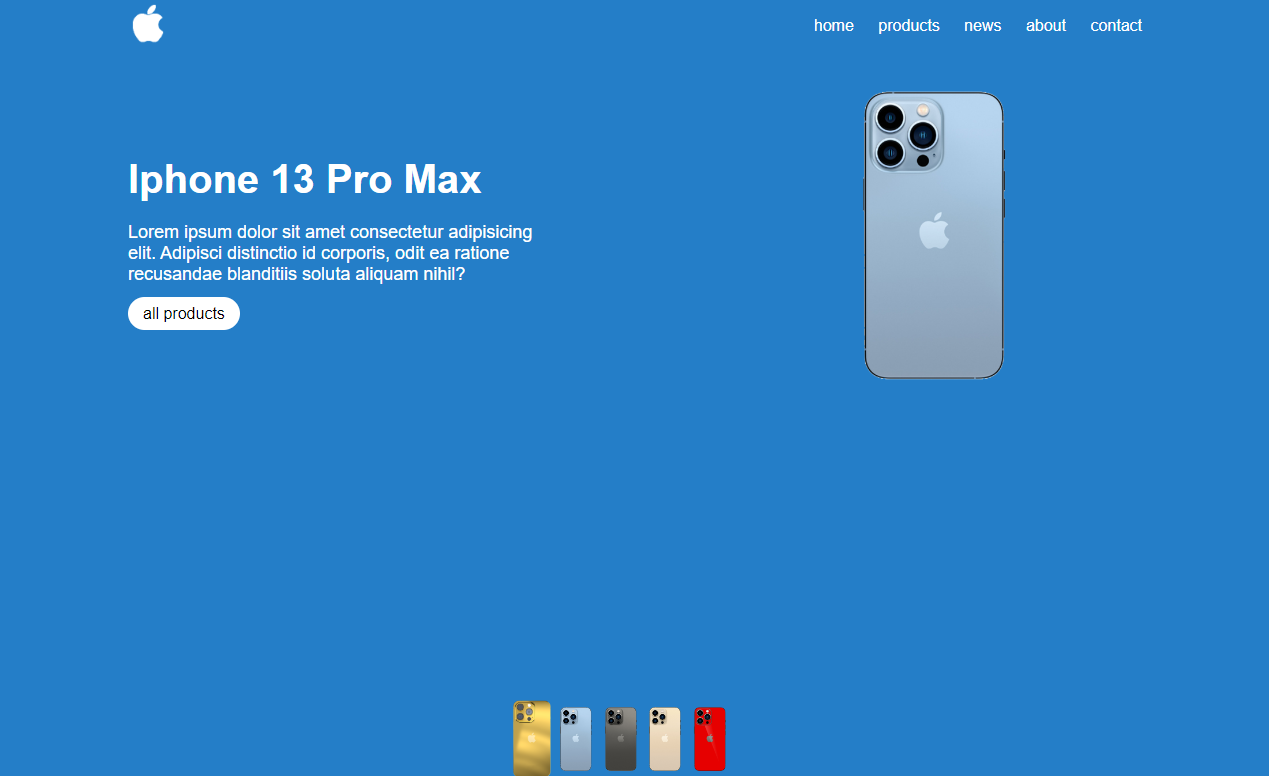 home products news about contact
Iphone 13 Pro Max
Lorem ipsum dolor sit amet consectetur adipisicing
elit. Adipisci distinctio id corporis, odit ea ratione
recusandae blanditiis soluta aliquam nihil?
all products